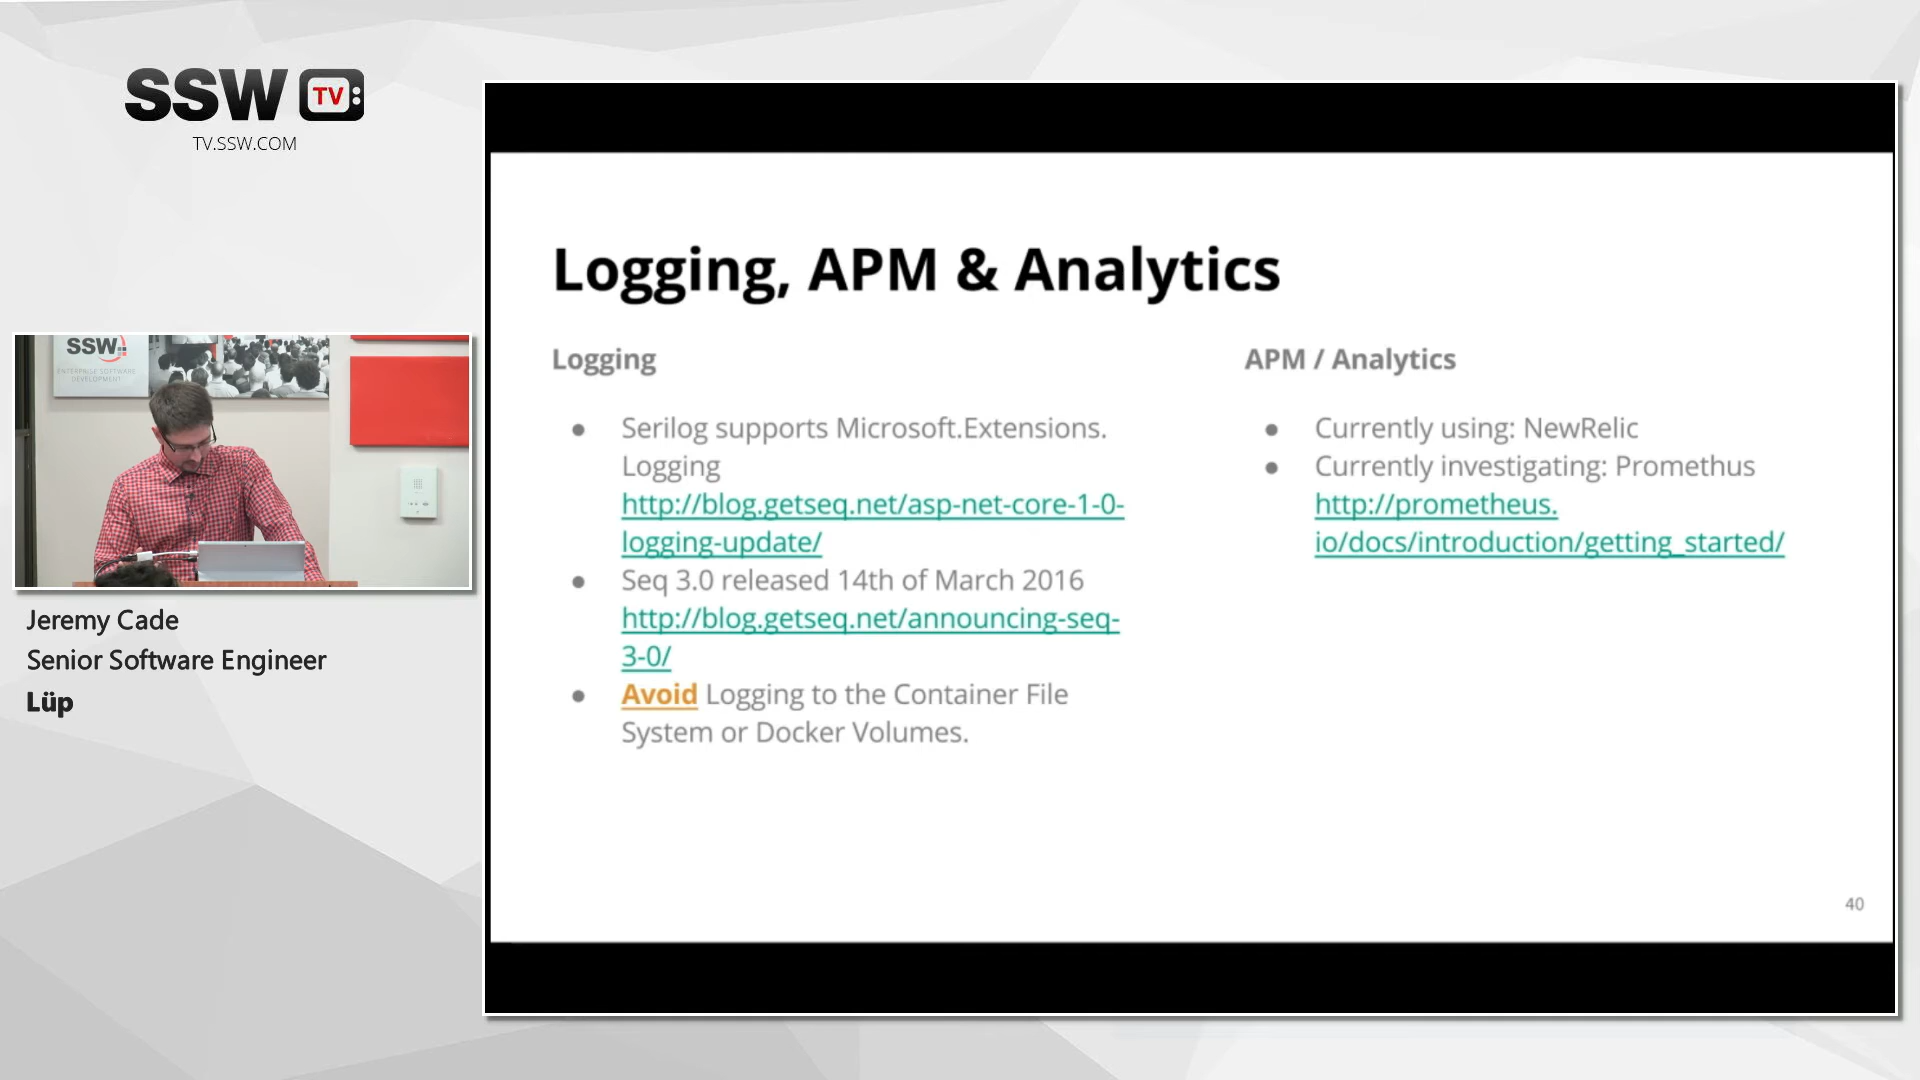 SSW TV
TV.SSW.COM
SSW
ENTERPRISE SOFTWARE
DEVELOPMENT
Jeremy Cade
Senior Software Engineer
Lüp
Logging, APM & Analytics
Logging
● Serilog supports Microsoft.Extensions.
Logging
http://blog.getseq.net/asp-net-core-1-0-
logging-update/
● Seq 3.0 released 14th of March 2016
http://blog.getseq.net/announcing-seq-
3-0/
● Avoid Logging to the Container File
System or Docker Volumes.
APM / Analytics
● Currently using: NewRelic
● Currently investigating: Promethus
http://prometheus.
io/docs/introduction/getting_started/
40